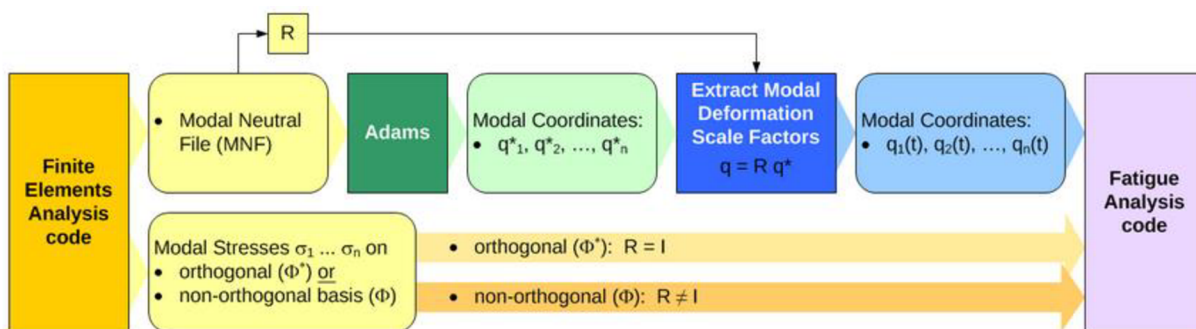 R
Finite
Elements
Analysis
code
• Modal Neutral
File (MNF)
Adams
Modal Coordinates:
• q*₁, q*₂, ..., q*ₙ
Extract Modal
Deformation
Scale Factors
q = R q*
Modal Coordinates:
• q₁(t), q₂(t), ..., qₙ(t)
Fatigue
Analysis
code
Modal Stresses σ₁ ... σₙ on
• orthogonal (Φ*) or
• non-orthogonal basis (Φ)
• orthogonal (Φ*): R = I
• non-orthogonal (Φ): R ≠ I